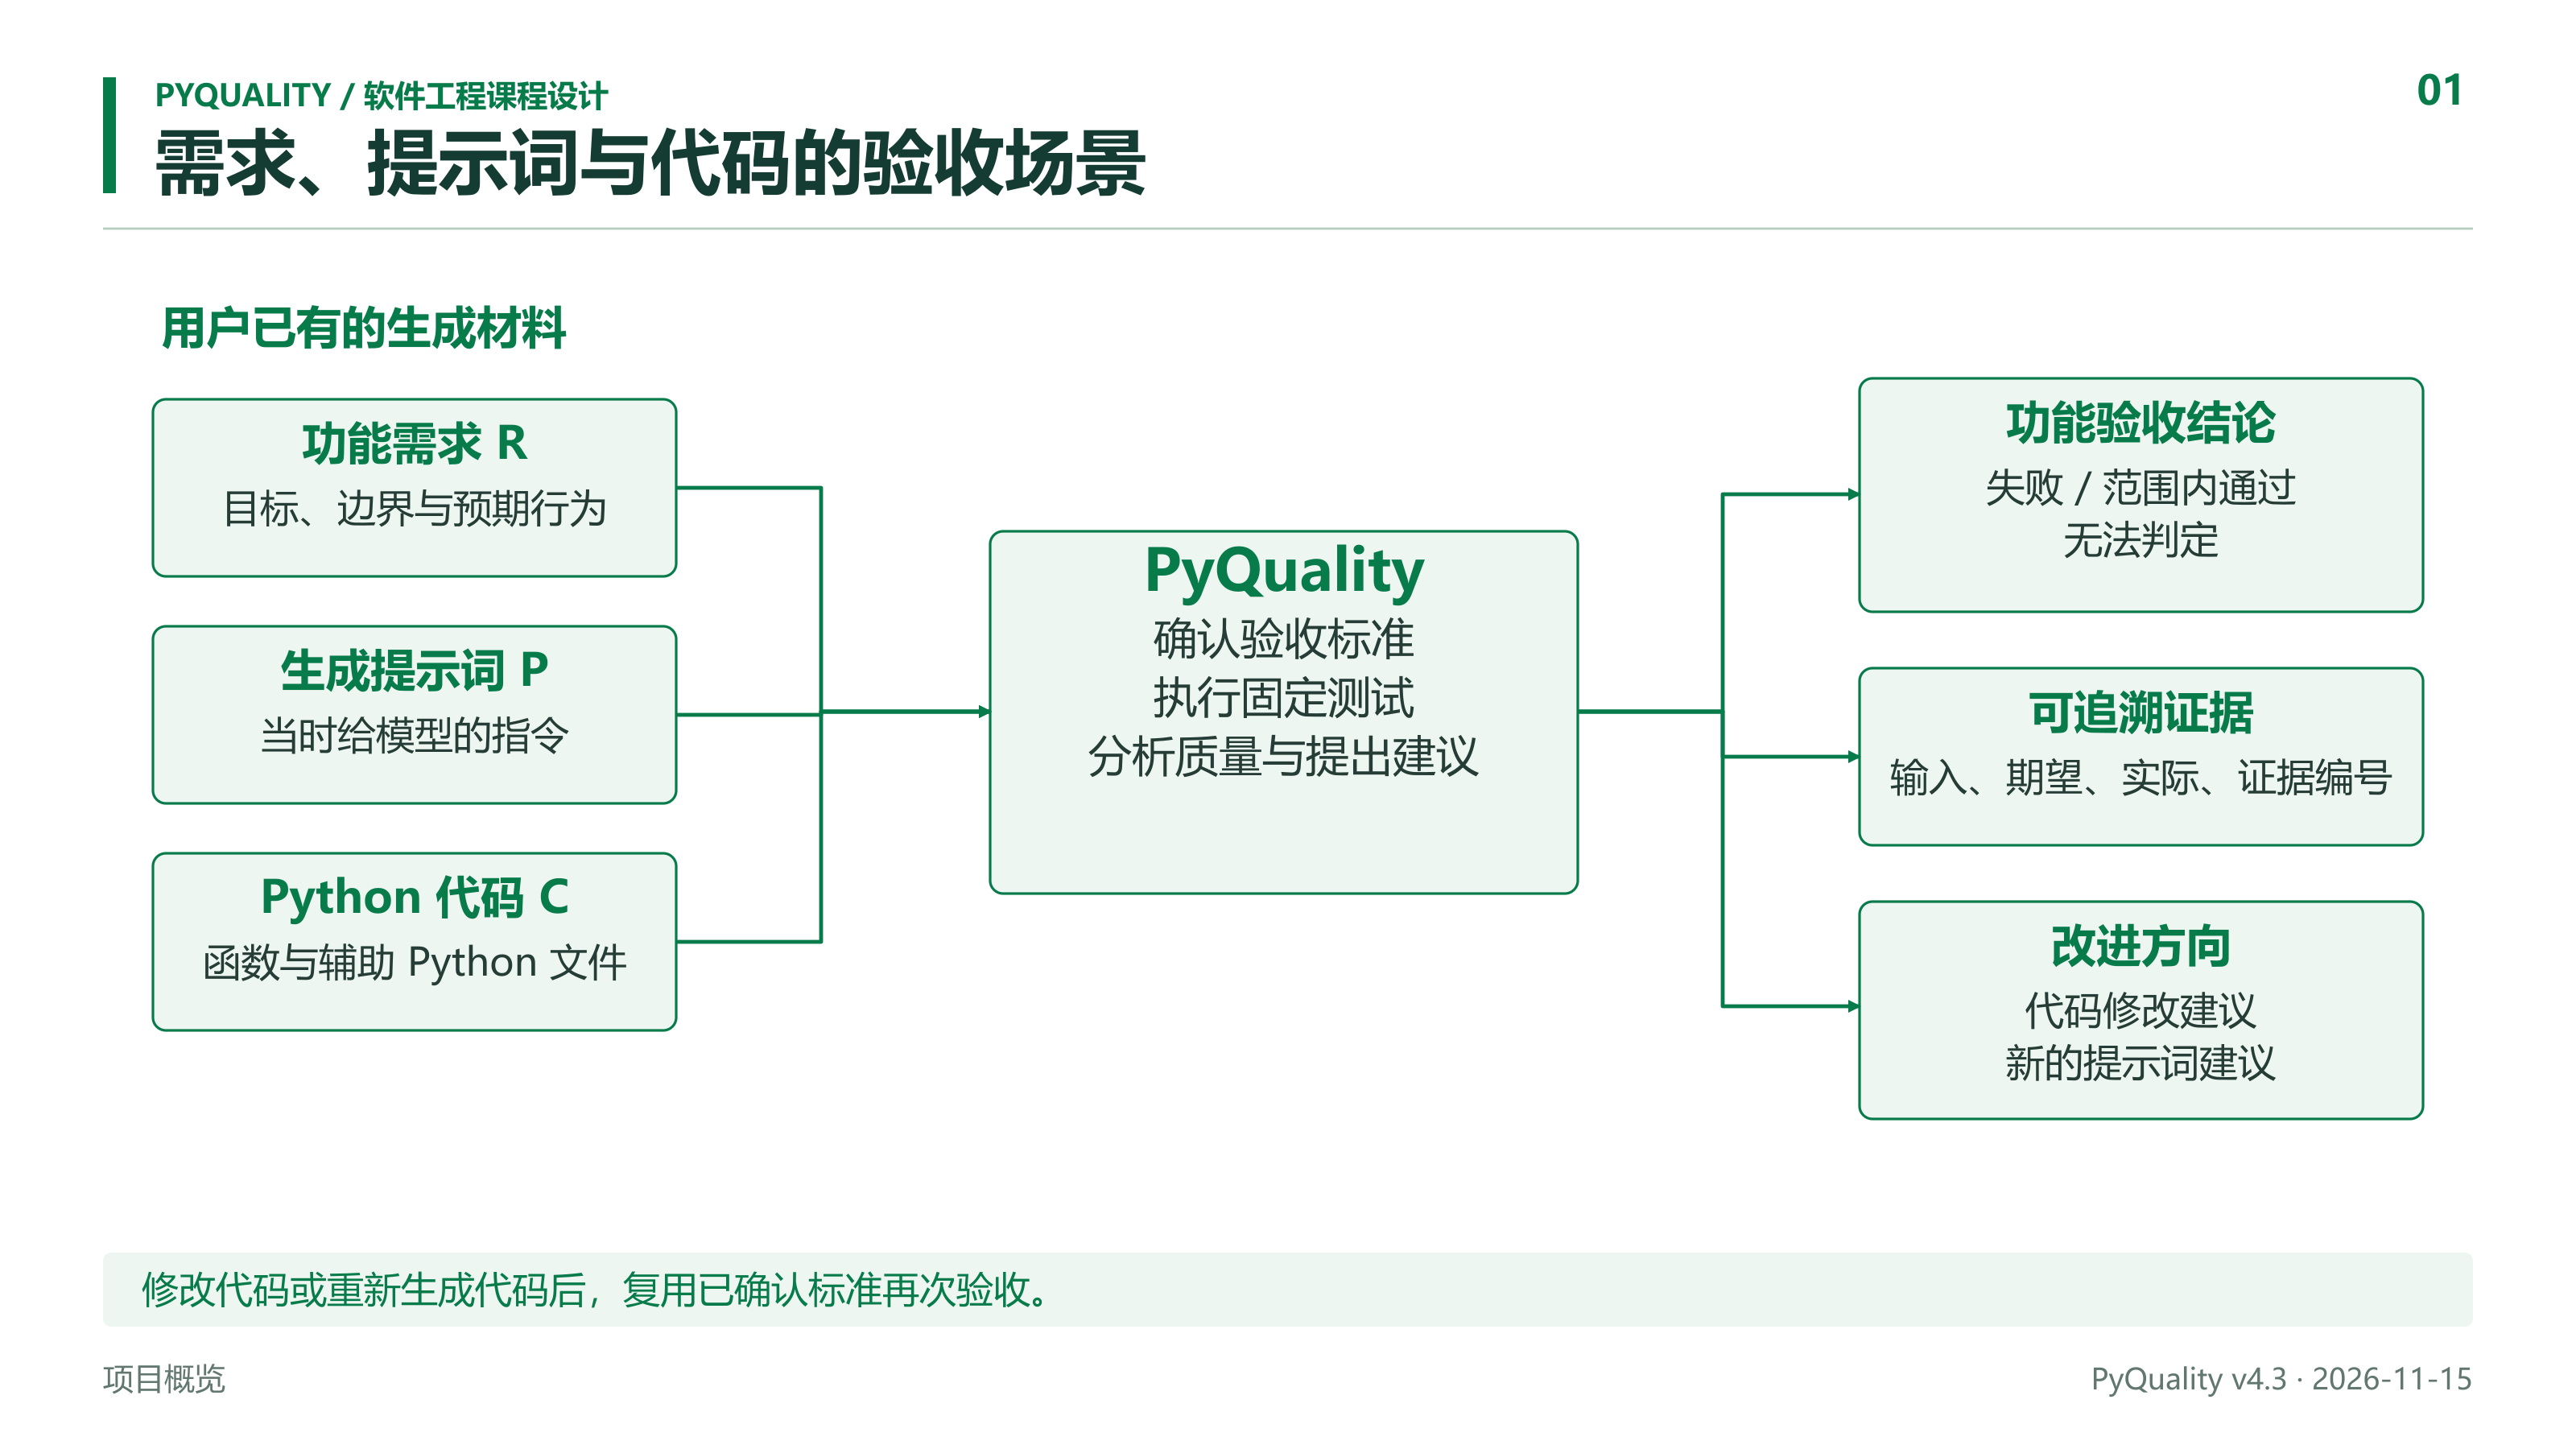 PYQUALITY / 软件工程课程设计
01
需求、提示词与代码的验收场景
用户已有的生成材料
功能需求 R
目标、边界与预期行为
生成提示词 P
当时给模型的指令
Python 代码 C
函数与辅助 Python 文件
PyQuality
确认验收标准
执行固定测试
分析质量与提出建议
功能验收结论
失败 / 范围内通过
无法判定
可追溯证据
输入、期望、实际、证据编号
改进方向
代码修改建议
新的提示词建议
修改代码或重新生成代码后，复用已确认标准再次验收。
项目概览
PyQuality v4.3 · 2026-11-15